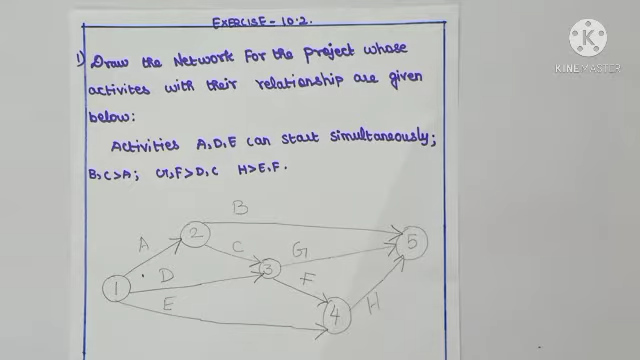 EXERCISE - 10.2.
1) Draw the Network For the project whose
activites with their relationship are given
below:
Activities A, D, E can start simultaneously;
B, C > A; G, F > D, C H > E, F.
K
KINEMASTER
B
2
5
A
C
G
3
D
F
1
E
H
4